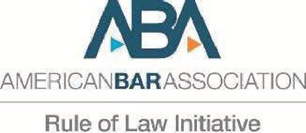 ABA
AMERICANBARASSOCIATION
Rule of Law Initiative